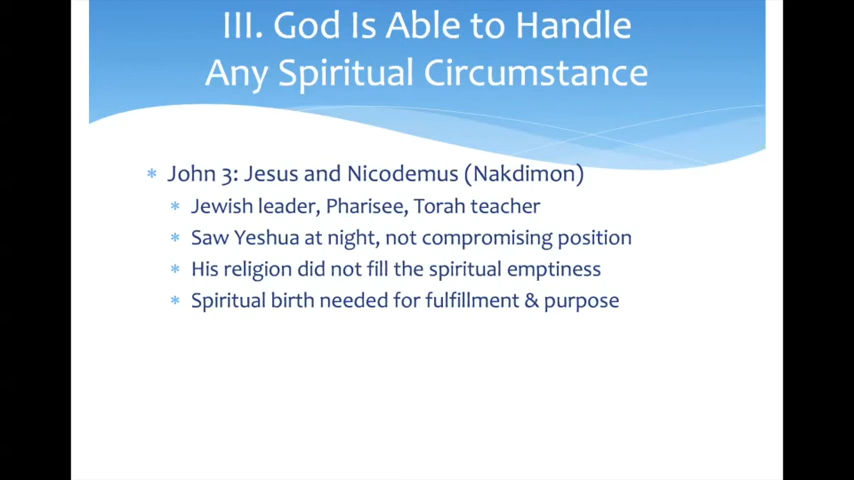 III. God Is Able to Handle
Any Spiritual Circumstance
* John 3: Jesus and Nicodemus (Nakdimon)
* Jewish leader, Pharisee, Torah teacher
* Saw Yeshua at night, not compromising position
* His religion did not fill the spiritual emptiness
* Spiritual birth needed for fulfillment & purpose